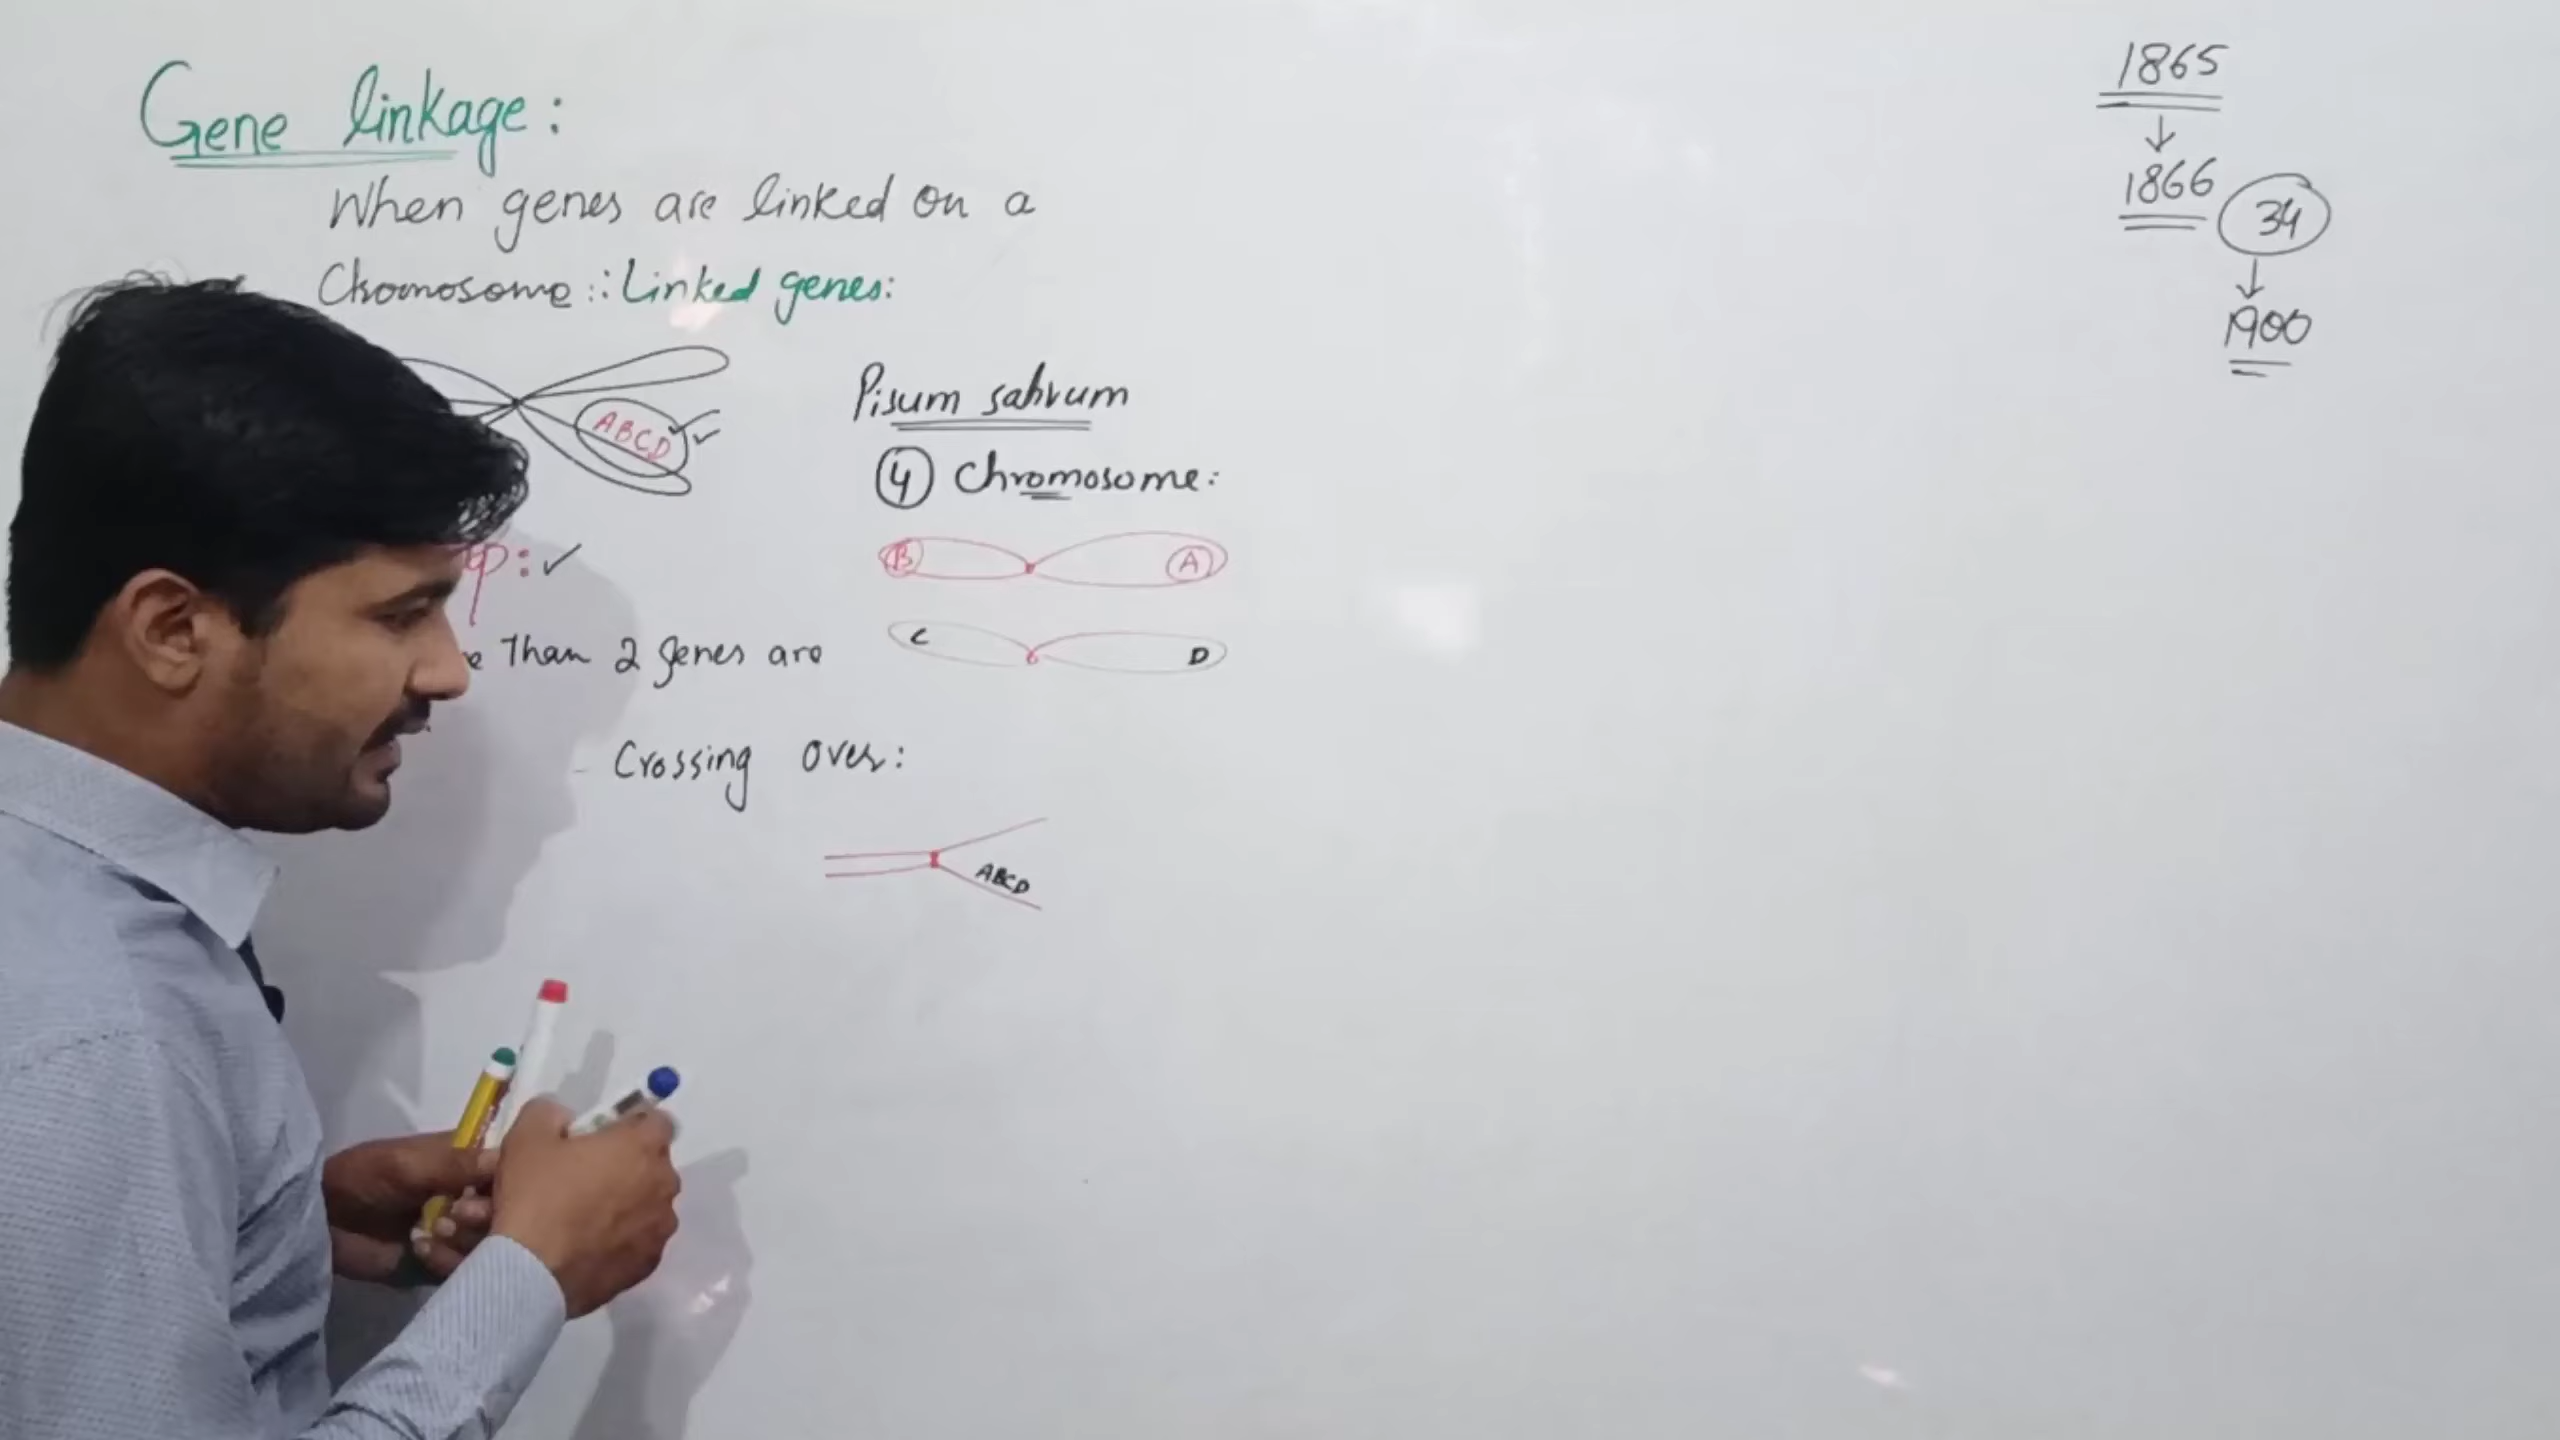 Gene linkage:
When genes are linked on a
Chromosome :: Linked genes:
ABCD
Than 2 genes are
Crossing over:
ABCD
Pisum sativum
4 Chromosome:
B A
C D
1865
1866
34
1900